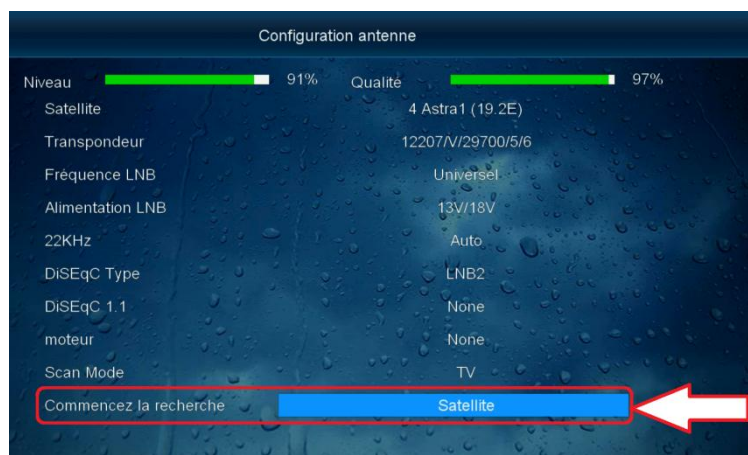 Configuration antenne
Niveau 91% Qualité 97%
Satellite 4 Astra1 (19.2E)
Transpondeur 12207/V/29700/5/6
Fréquence LNB Universel
Alimentation LNB 13V/18V
22KHz Auto
DiSEqC Type LNB2
DiSEqC 1.1 None
moteur None
Scan Mode TV
Commencez la recherche Satellite